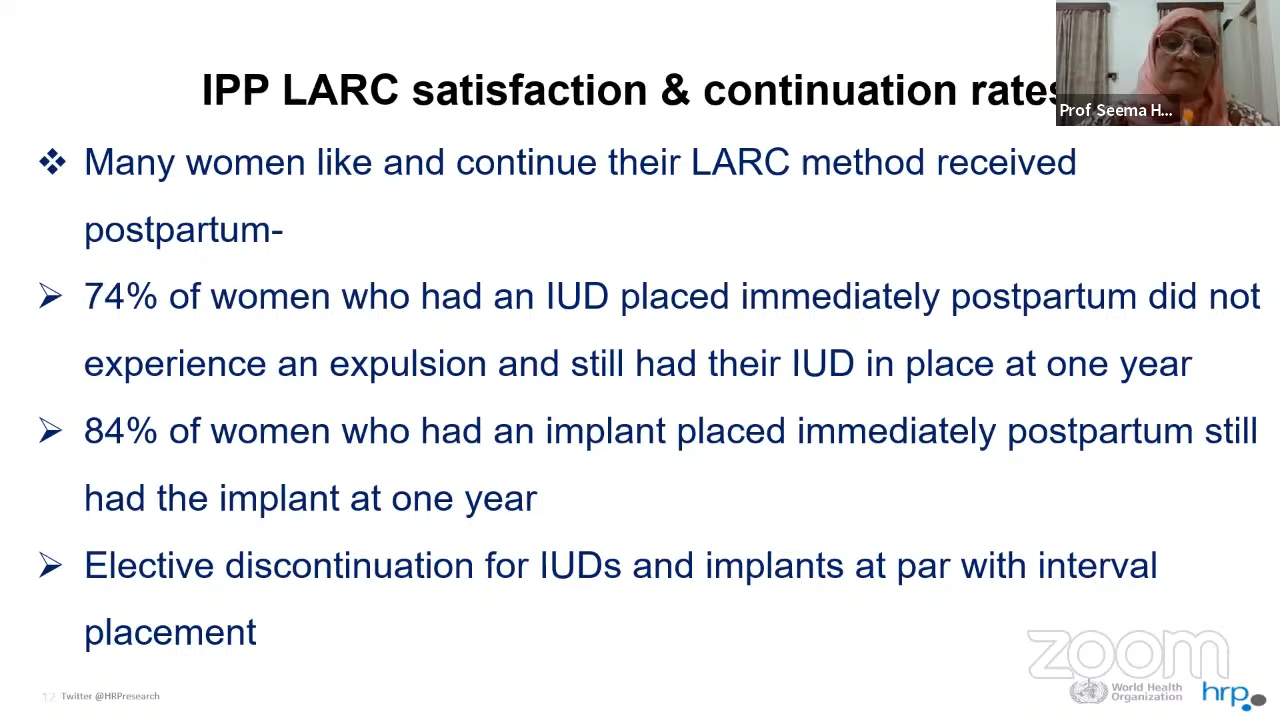 IPP LARC satisfaction & continuation rates
Prof Seema H...
❖ Many women like and continue their LARC method received
postpartum-
➢ 74% of women who had an IUD placed immediately postpartum did not
experience an expulsion and still had their IUD in place at one year
➢ 84% of women who had an implant placed immediately postpartum still
had the implant at one year
➢ Elective discontinuation for IUDs and implants at par with interval
placement
zoom
12 Twitter @HRPresearch
World Health
Organization
hrp